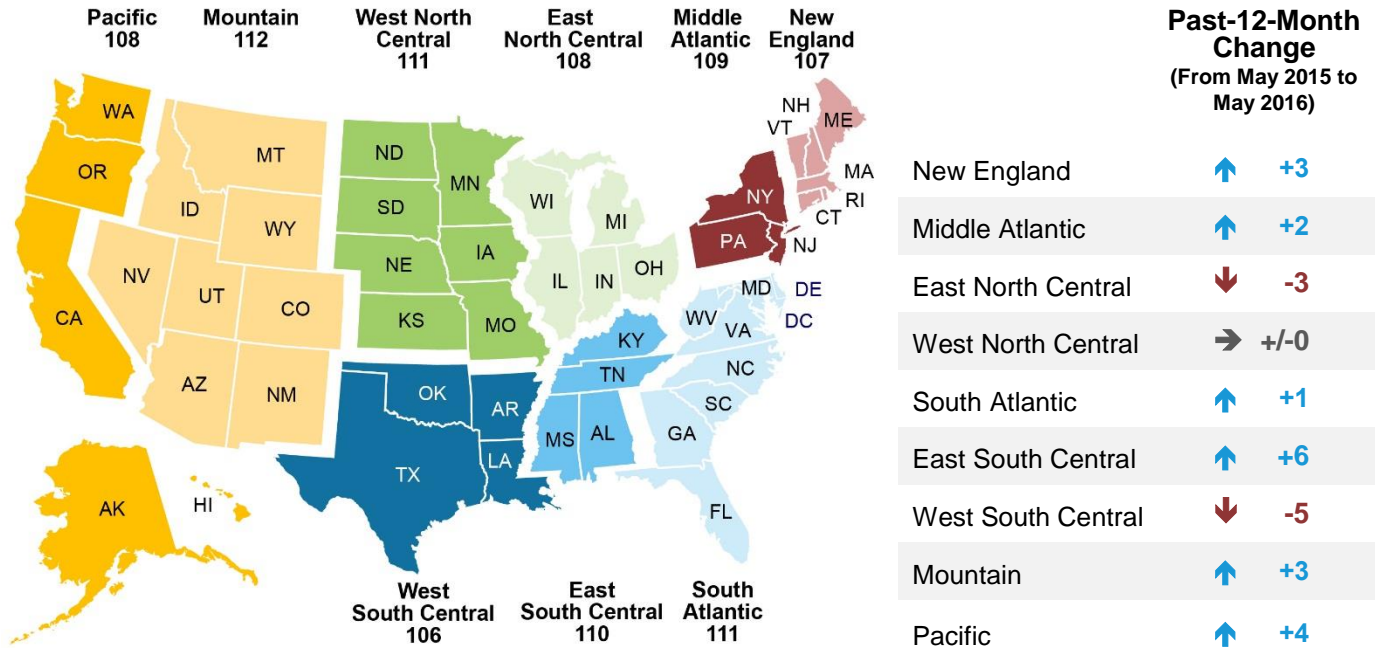 Pacific
108
Mountain
112
West North
Central
111
East
North Central
108
Middle
Atlantic
109
New
England
107
WA
OR
CA
AK
HI
MT
ID
WY
NV
UT
CO
AZ
NM
ND
MN
SD
NE
IA
KS
MO
WI
MI
IL
IN
OH
NH
VT
ME
MA
RI
CT
NY
PA
NJ
MD
DE
DC
WV
VA
NC
SC
GA
FL
KY
TN
MS
AL
OK
AR
TX
LA
West
South Central
106
East
South Central
110
South
Atlantic
111
Past-12-Month
Change
(From May 2015 to
May 2016)
New England +3
Middle Atlantic +2
East North Central -3
West North Central +/-0
South Atlantic +1
East South Central +6
West South Central -5
Mountain +3
Pacific +4